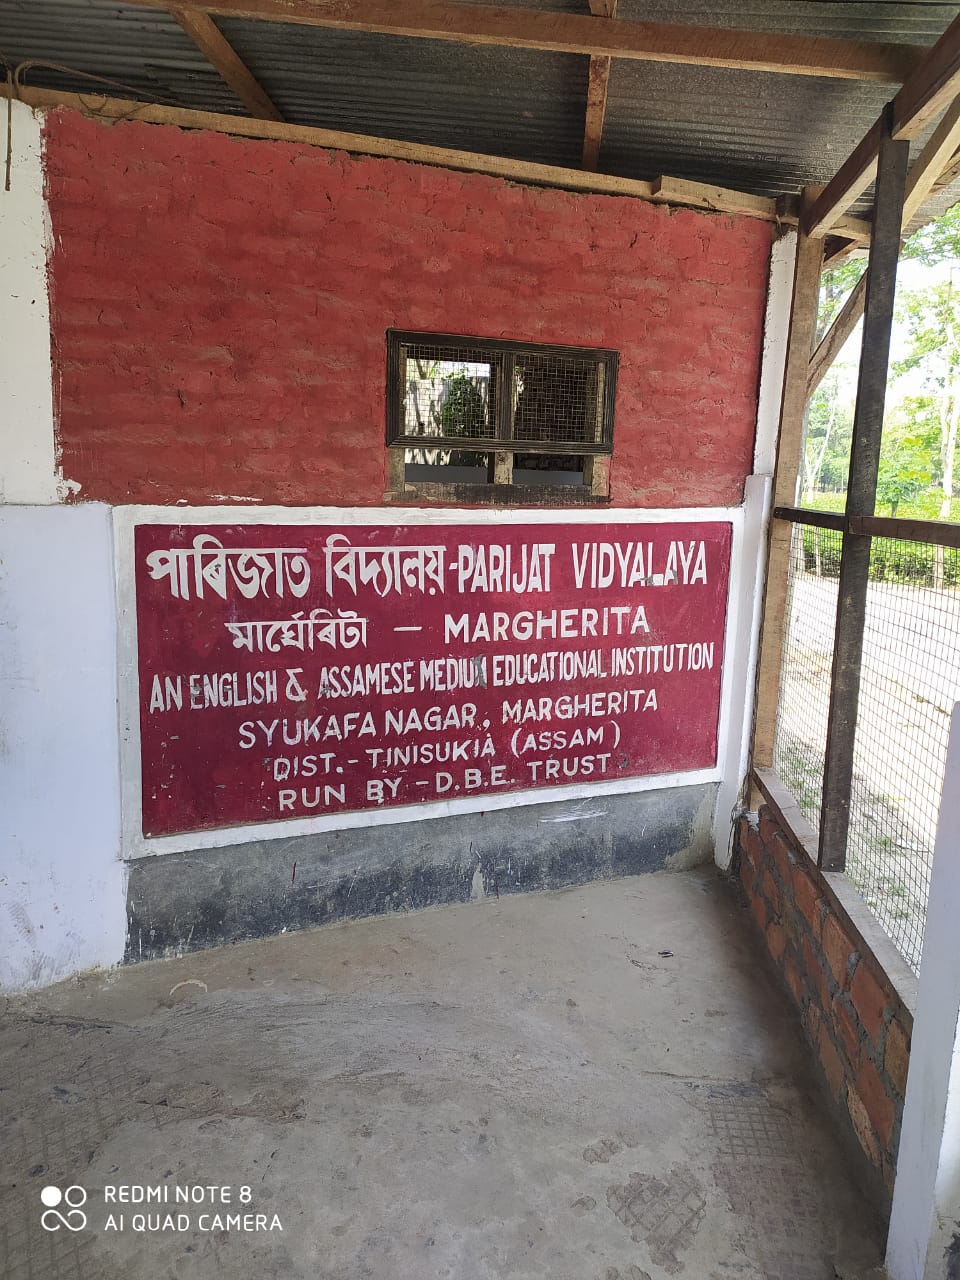 পাৰিজাত বিদ্যালয়-PARIJAT VIDYALAYA
মাৰ্ঘেৰিটা — MARGHERITA
AN ENGLISH & ASSAMESE MEDIUM EDUCATIONAL INSTITUTION
SYUKAFA NAGAR, MARGHERITA
DIST.- TINISUKIA (ASSAM)
RUN BY - D.B.E. TRUST
REDMI NOTE 8
AI QUAD CAMERA